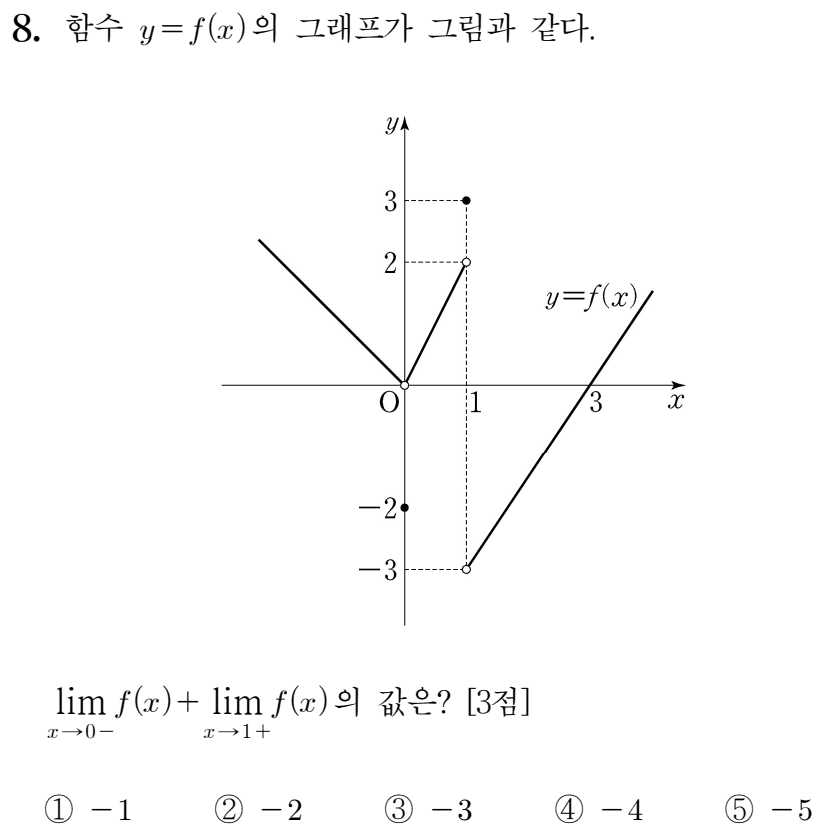 8. 함수 y=f(x)의 그래프가 그림과 같다.
y
3
2
y=f(x)
O
1
3
x
−2
−3
lim f(x)+ lim f(x)의 값은? [3점]
x→0− x→1+
① −1 ② −2 ③ −3 ④ −4 ⑤ −5